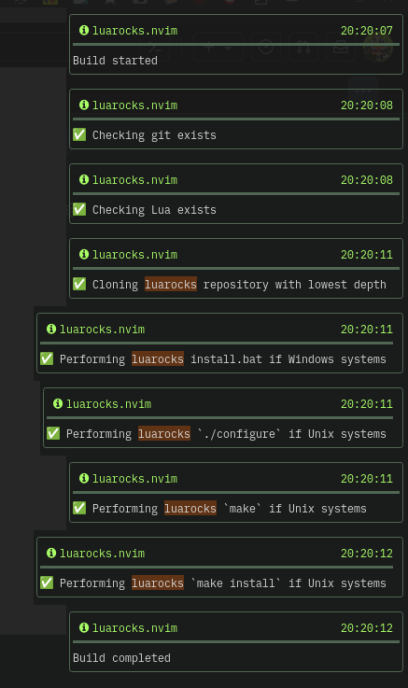 luarocks.nvim 20:20:07
Build started
luarocks.nvim 20:20:08
✅ Checking git exists
luarocks.nvim 20:20:08
✅ Checking Lua exists
luarocks.nvim 20:20:11
✅ Cloning luarocks repository with lowest depth
luarocks.nvim 20:20:11
✅ Performing luarocks install.bat if Windows systems
luarocks.nvim 20:20:11
✅ Performing luarocks `./configure` if Unix systems
luarocks.nvim 20:20:11
✅ Performing luarocks `make` if Unix systems
luarocks.nvim 20:20:12
✅ Performing luarocks `make install` if Unix systems
luarocks.nvim 20:20:12
Build completed